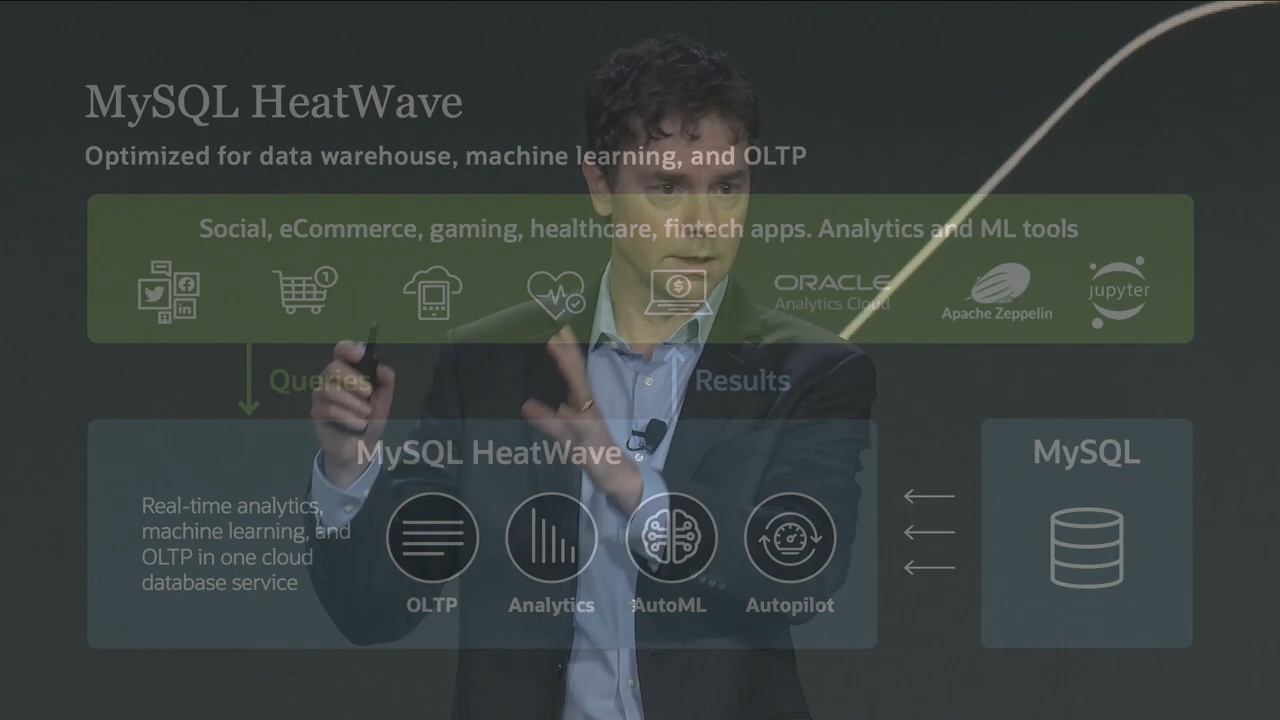 MySQL HeatWave
Optimized for data warehouse, machine learning, and OLTP
Social, eCommerce, gaming, healthcare, fintech apps. Analytics and ML tools
1
in
$
ORACLE
Analytics Cloud
Apache Zeppelin
jupyter
Queries
Results
MySQL HeatWave
Real-time analytics,
machine learning, and
OLTP in one cloud
database service
OLTP
Analytics
AutoML
Autopilot
MySQL